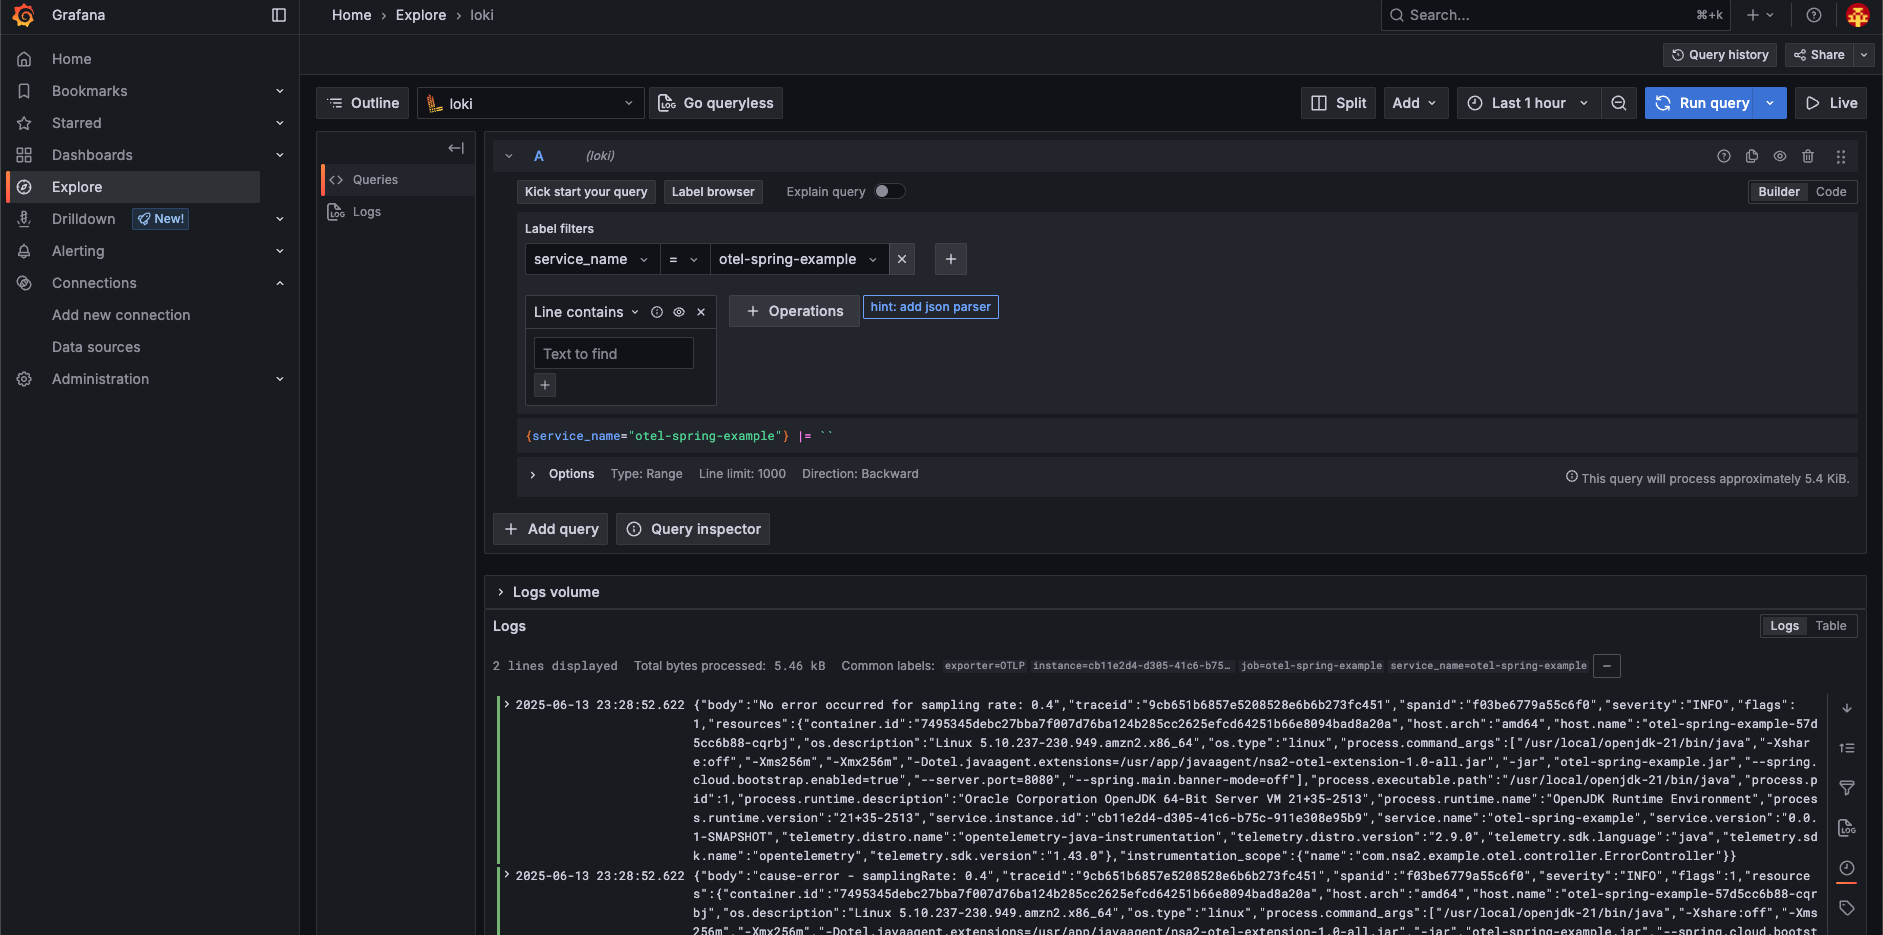 Grafana
Home › Explore › loki
Search...
⌘+k
Query history
Share
Home
Bookmarks
Starred
Dashboards
Explore
Drilldown
New!
Alerting
Connections
Add new connection
Data sources
Administration
Outline
loki
Go queryless
Split
Add
Last 1 hour
Run query
Live
Queries
Logs
A
(loki)
Kick start your query
Label browser
Explain query
Builder
Code
Label filters
service_name
=
otel-spring-example
Line contains
Operations
hint: add json parser
Text to find
{service_name="otel-spring-example"} |= ``
Options
Type: Range
Line limit: 1000
Direction: Backward
This query will process approximately 5.4 KiB.
Add query
Query inspector
Logs volume
Logs
Logs
Table
2 lines displayed
Total bytes processed: 5.46 kB
Common labels:
exporter=OTLP
instance=cb11e2d4-d305-41c6-b75…
job=otel-spring-example
service_name=otel-spring-example
2025-06-13 23:28:52.622 {"body":"No error occurred for sampling rate: 0.4","traceid":"9cb651b6857e5208528e6b6b273fc451","spanid":"f03be6779a55c6f0","severity":"INFO","flags":
1,"resources":{"container.id":"7495345debc27bba7f007d76ba124b285cc2625efcd64251b66e8094bad8a20a","host.arch":"amd64","host.name":"otel-spring-example-57d
5cc6b88-cqrbj","os.description":"Linux 5.10.237-230.949.amzn2.x86_64","os.type":"linux","process.command_args":["/usr/local/openjdk-21/bin/java","-Xshar
e:off","-Xms256m","-Xmx256m","-Dotel.javaagent.extensions=/usr/app/javaagent/nsa2-otel-extension-1.0-all.jar","-jar","otel-spring-example.jar","--spring.
cloud.bootstrap.enabled=true","--server.port=8080","--spring.main.banner-mode=off"],"process.executable.path":"/usr/local/openjdk-21/bin/java","process.p
id":1,"process.runtime.description":"Oracle Corporation OpenJDK 64-Bit Server VM 21+35-2513","process.runtime.name":"OpenJDK Runtime Environment","proces
s.runtime.version":"21+35-2513","service.instance.id":"cb11e2d4-d305-41c6-b75c-911e308e95b9","service.name":"otel-spring-example","service.version":"0.0.
1-SNAPSHOT","telemetry.distro.name":"opentelemetry-java-instrumentation","telemetry.distro.version":"2.9.0","telemetry.sdk.language":"java","telemetry.sd
k.name":"opentelemetry","telemetry.sdk.version":"1.43.0"},"instrumentation_scope":{"name":"com.nsa2.example.otel.controller.ErrorController"}}
2025-06-13 23:28:52.622 {"body":"cause-error - samplingRate: 0.4","traceid":"9cb651b6857e5208528e6b6b273fc451","spanid":"f03be6779a55c6f0","severity":"INFO","flags":1,"resource
s":{"container.id":"7495345debc27bba7f007d76ba124b285cc2625efcd64251b66e8094bad8a20a","host.arch":"amd64","host.name":"otel-spring-example-57d5cc6b88-cqr
bj","os.description":"Linux 5.10.237-230.949.amzn2.x86_64","os.type":"linux","process.command_args":["/usr/local/openjdk-21/bin/java","-Xshare:off","-Xms
256m","-Xmx256m","-Dotel.javaagent.extensions=/usr/app/javaagent/nsa2-otel-extension-1.0-all.jar","-jar","otel-spring-example.jar","--spring.cloud.bootst